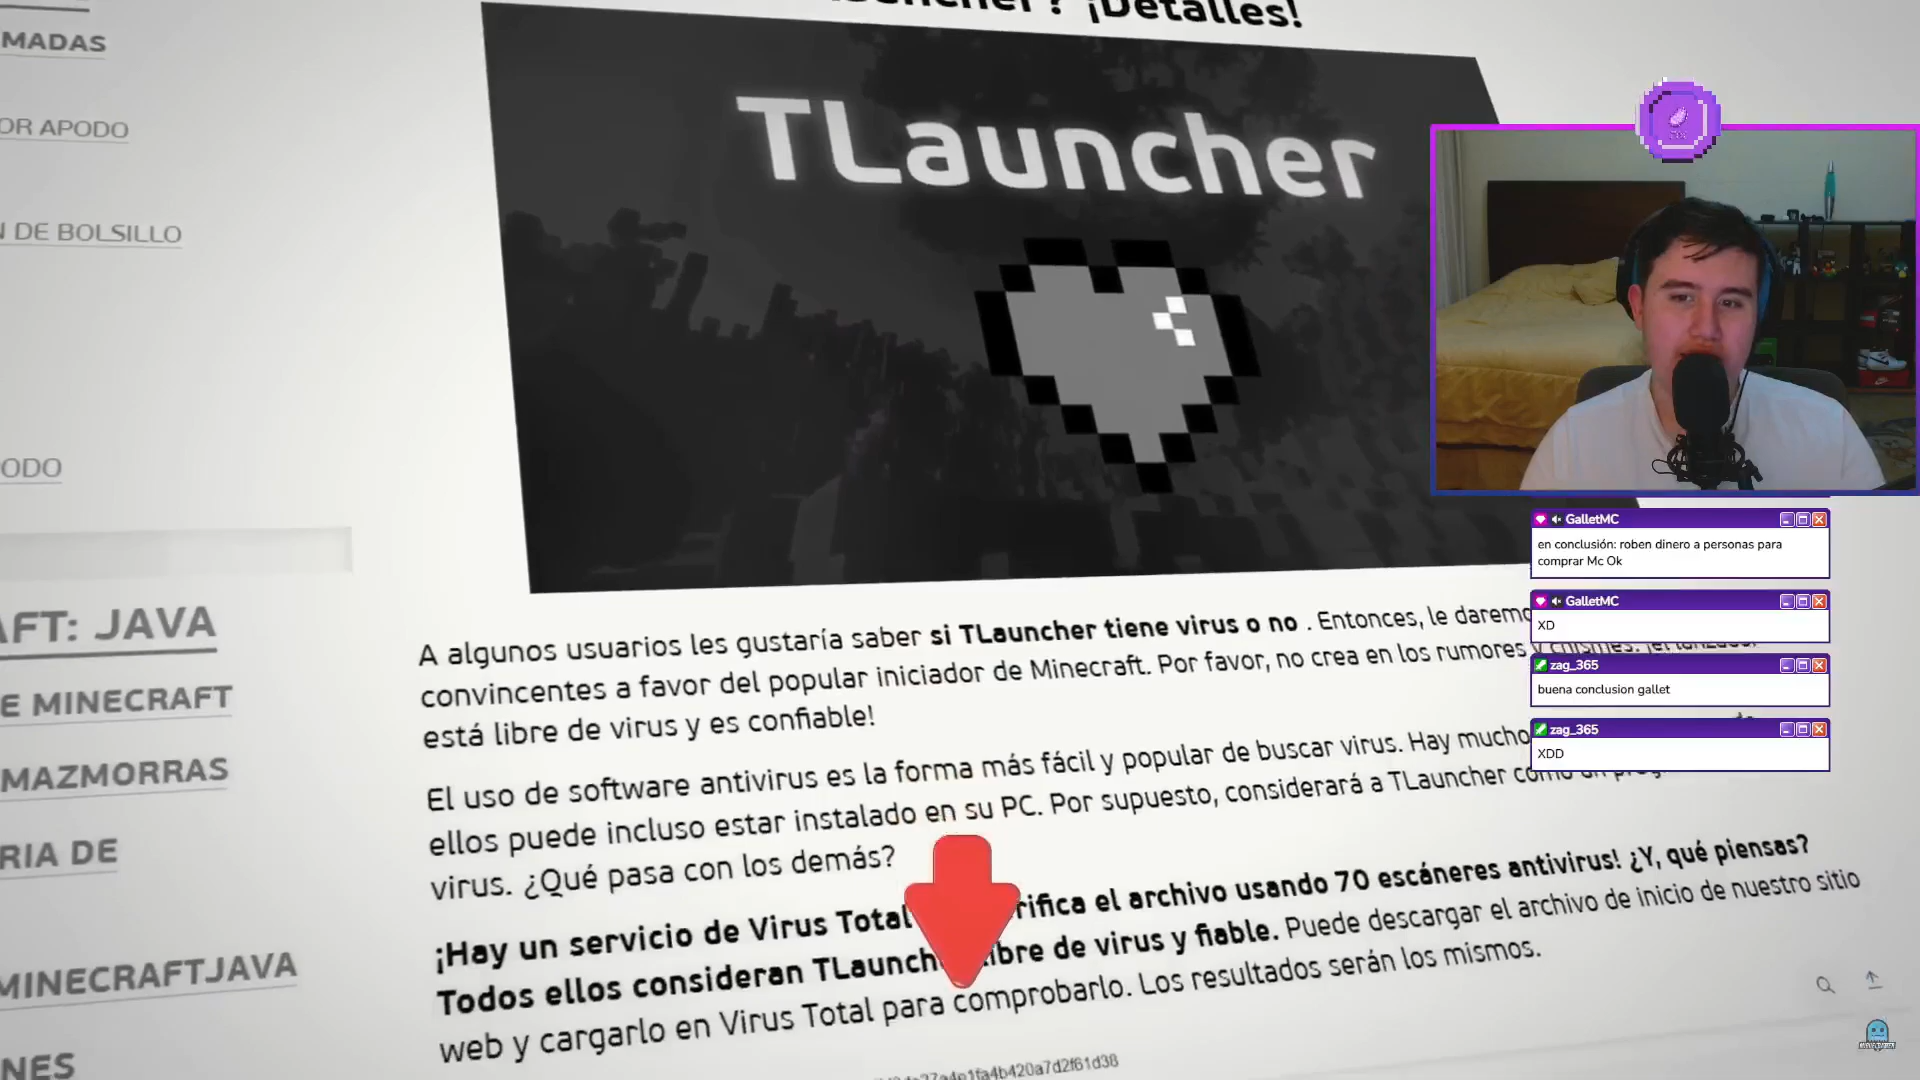 ¡Detalles!
MADAS
OR APODO
DE BOLSILLO
ODO
AFT: JAVA
E MINECRAFT
MAZMORRAS
RIA DE
MINECRAFTJAVA
NES
TLauncher
A algunos usuarios les gustaría saber si TLauncher tiene virus o no . Entonces, le daremo
convincentes a favor del popular iniciador de Minecraft. Por favor, no crea en los rumores y chismes.
está libre de virus y es confiable!
El uso de software antivirus es la forma más fácil y popular de buscar virus. Hay mucho
ellos puede incluso estar instalado en su PC. Por supuesto, considerará a TLauncher como un
virus. ¿Qué pasa con los demás?
¡Hay un servicio de Virus Total rifica el archivo usando 70 escáneres antivirus! ¿Y, qué piensas?
Todos ellos consideran TLaunch libre de virus y fiable. Puede descargar el archivo de inicio de nuestro sitio
web y cargarlo en Virus Total para comprobarlo. Los resultados serán los mismos.
GalletMC
en conclusión: roben dinero a personas para
comprar Mc Ok
GalletMC
XD
zag_365
buena conclusion gallet
zag_365
XDD